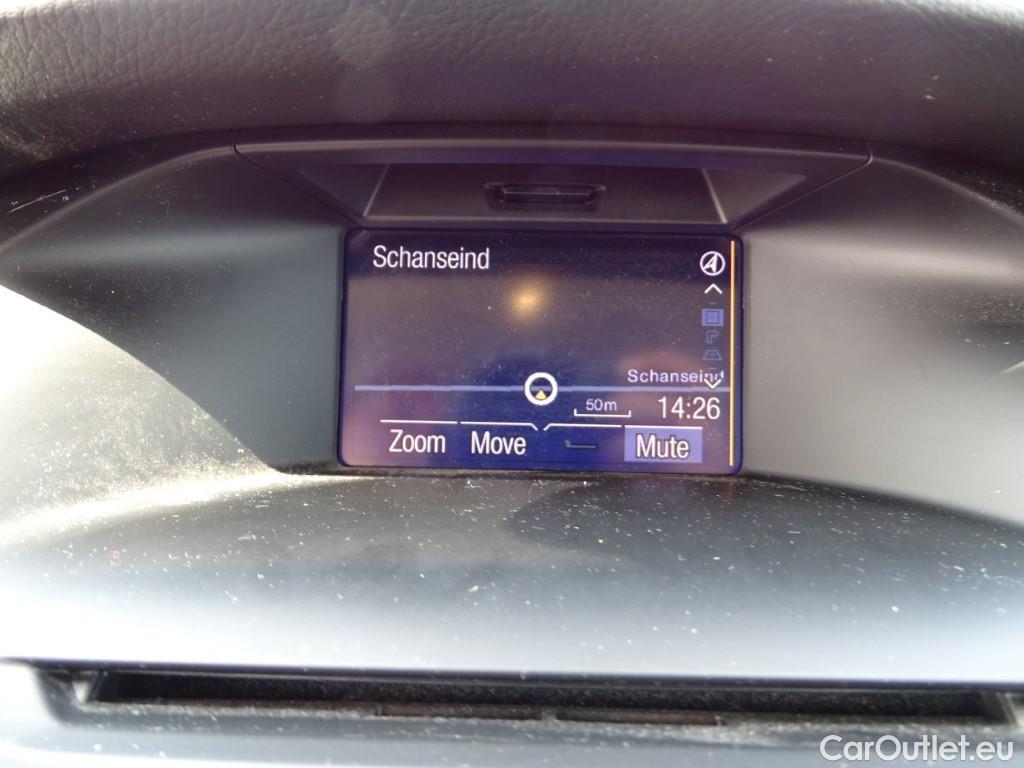 Schanseind
Schanseind
50m 14:26
Zoom Move Mute
CarOutlet.eu